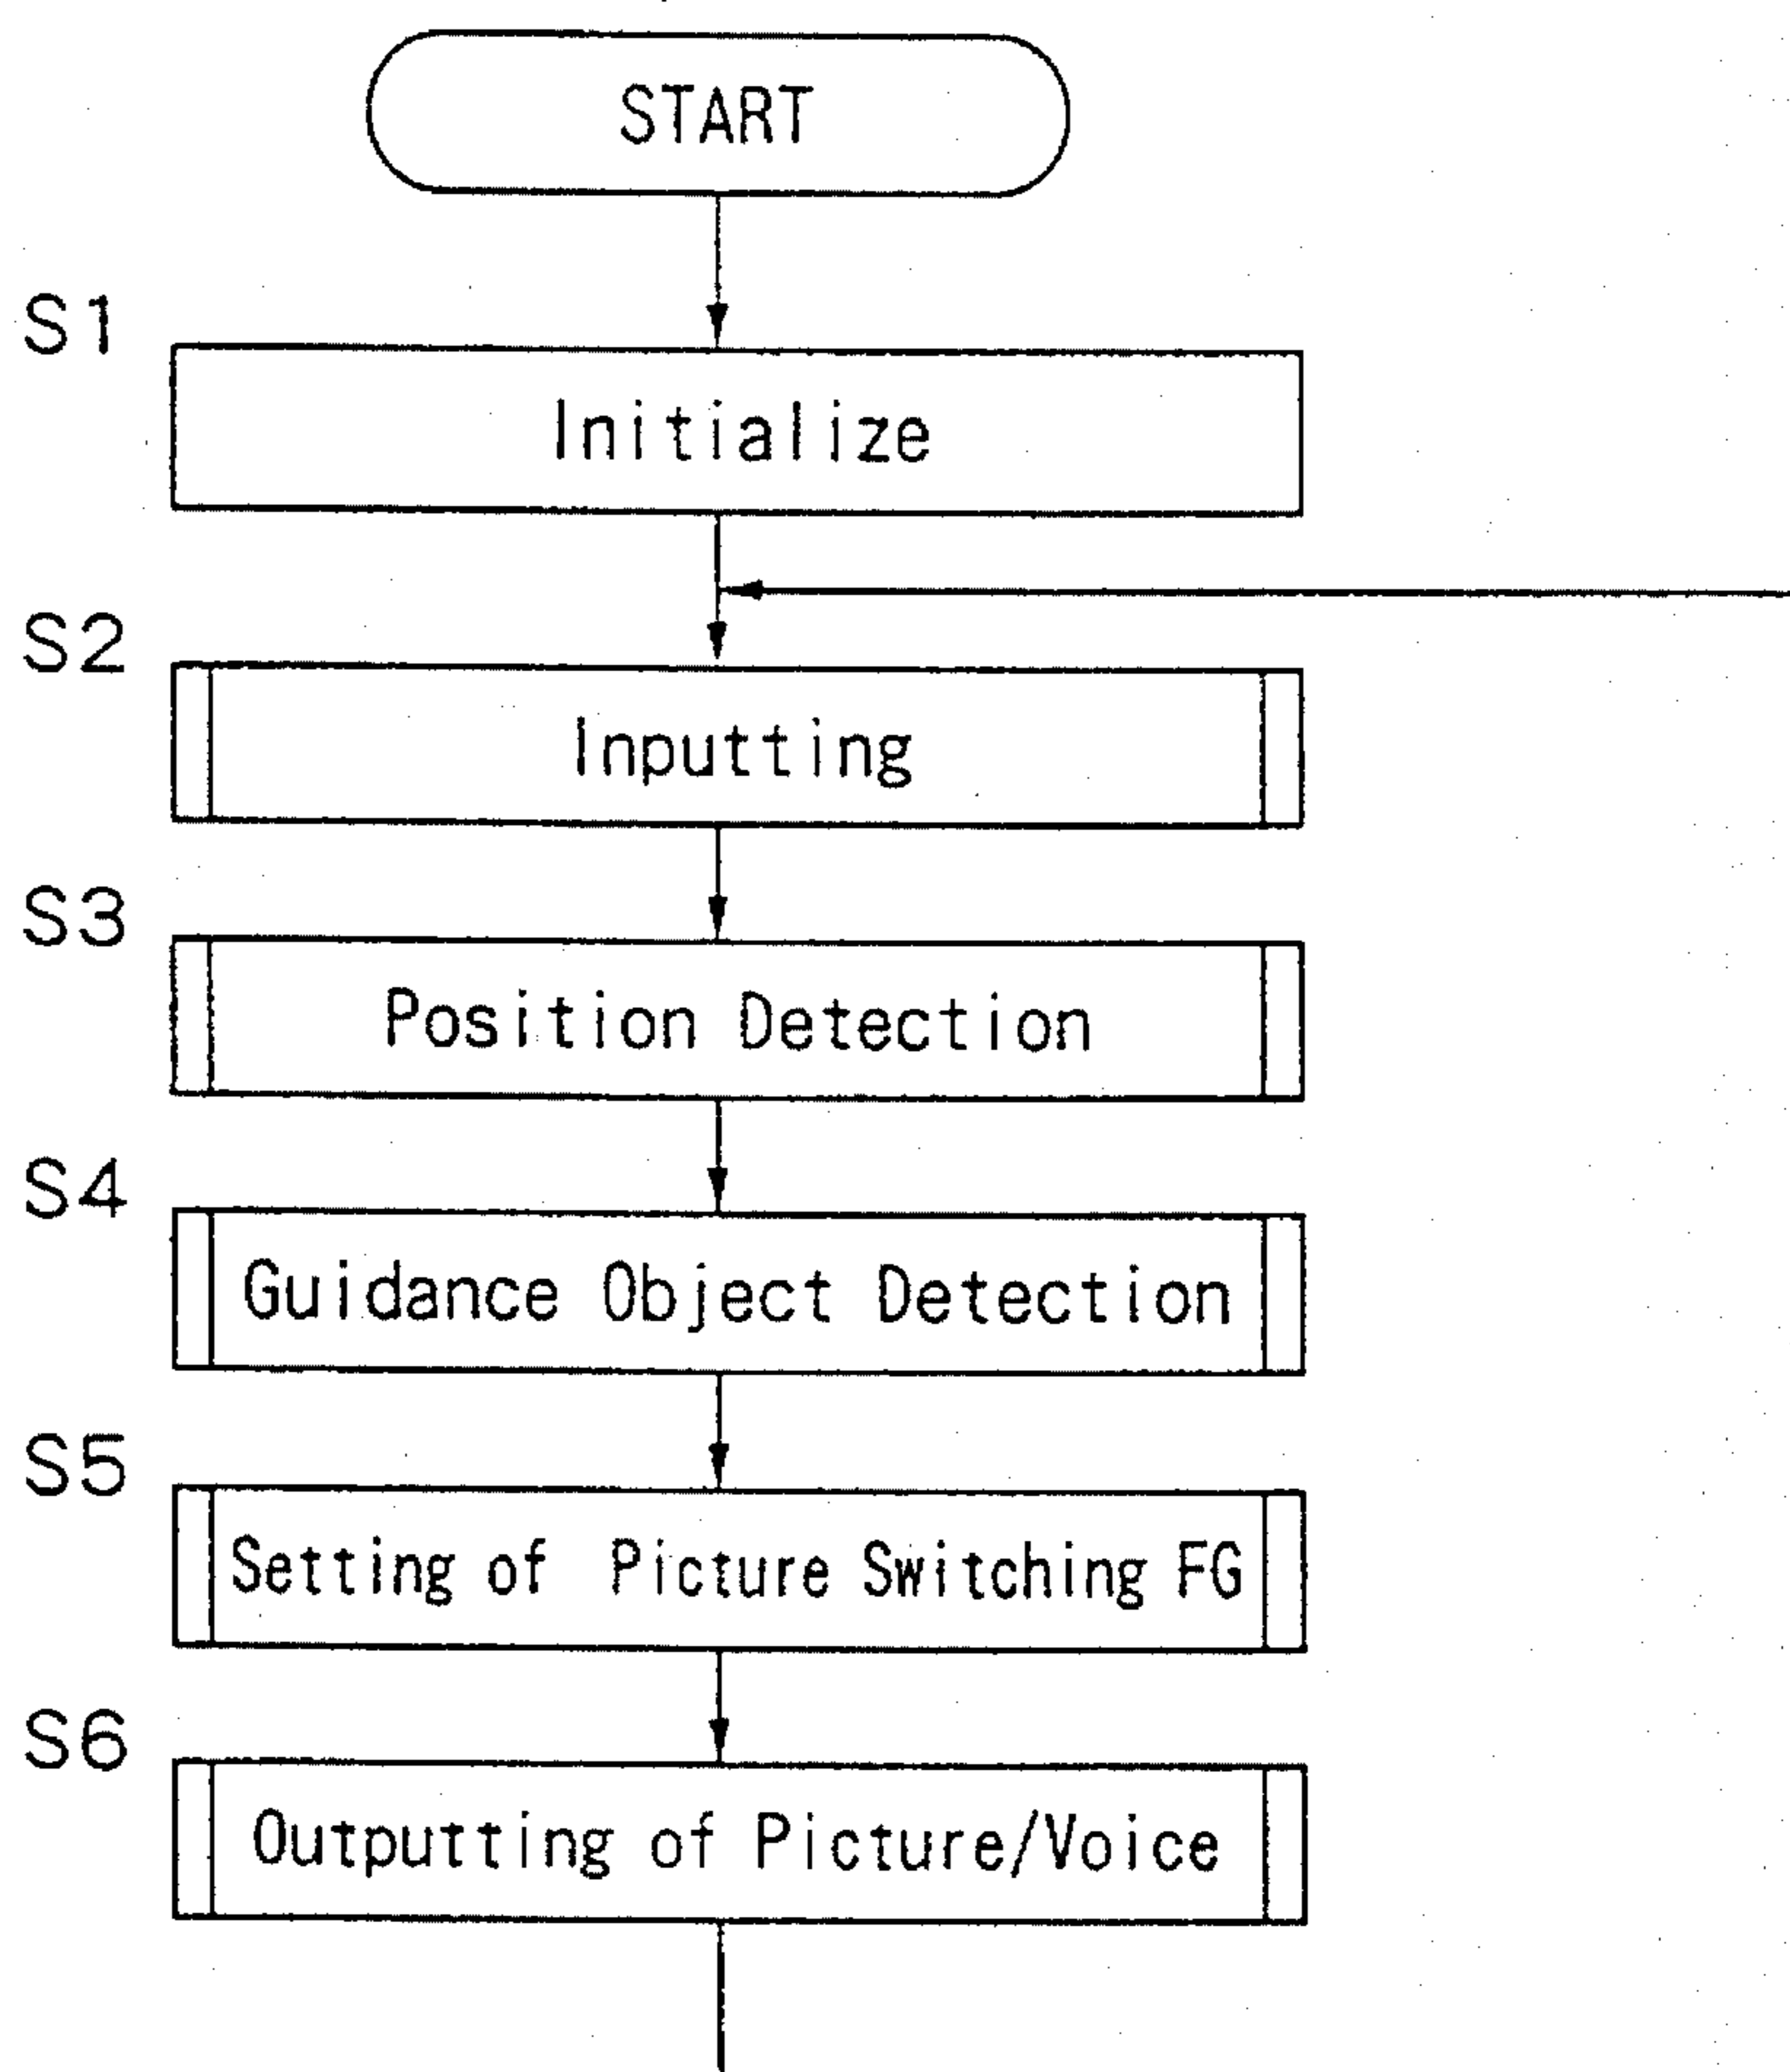 START
S1
Initialize
S2
Inputting
S3
Position Detection
S4
Guidance Object Detection
S5
Setting of Picture Switching FG
S6
Outputting of Picture/Voice